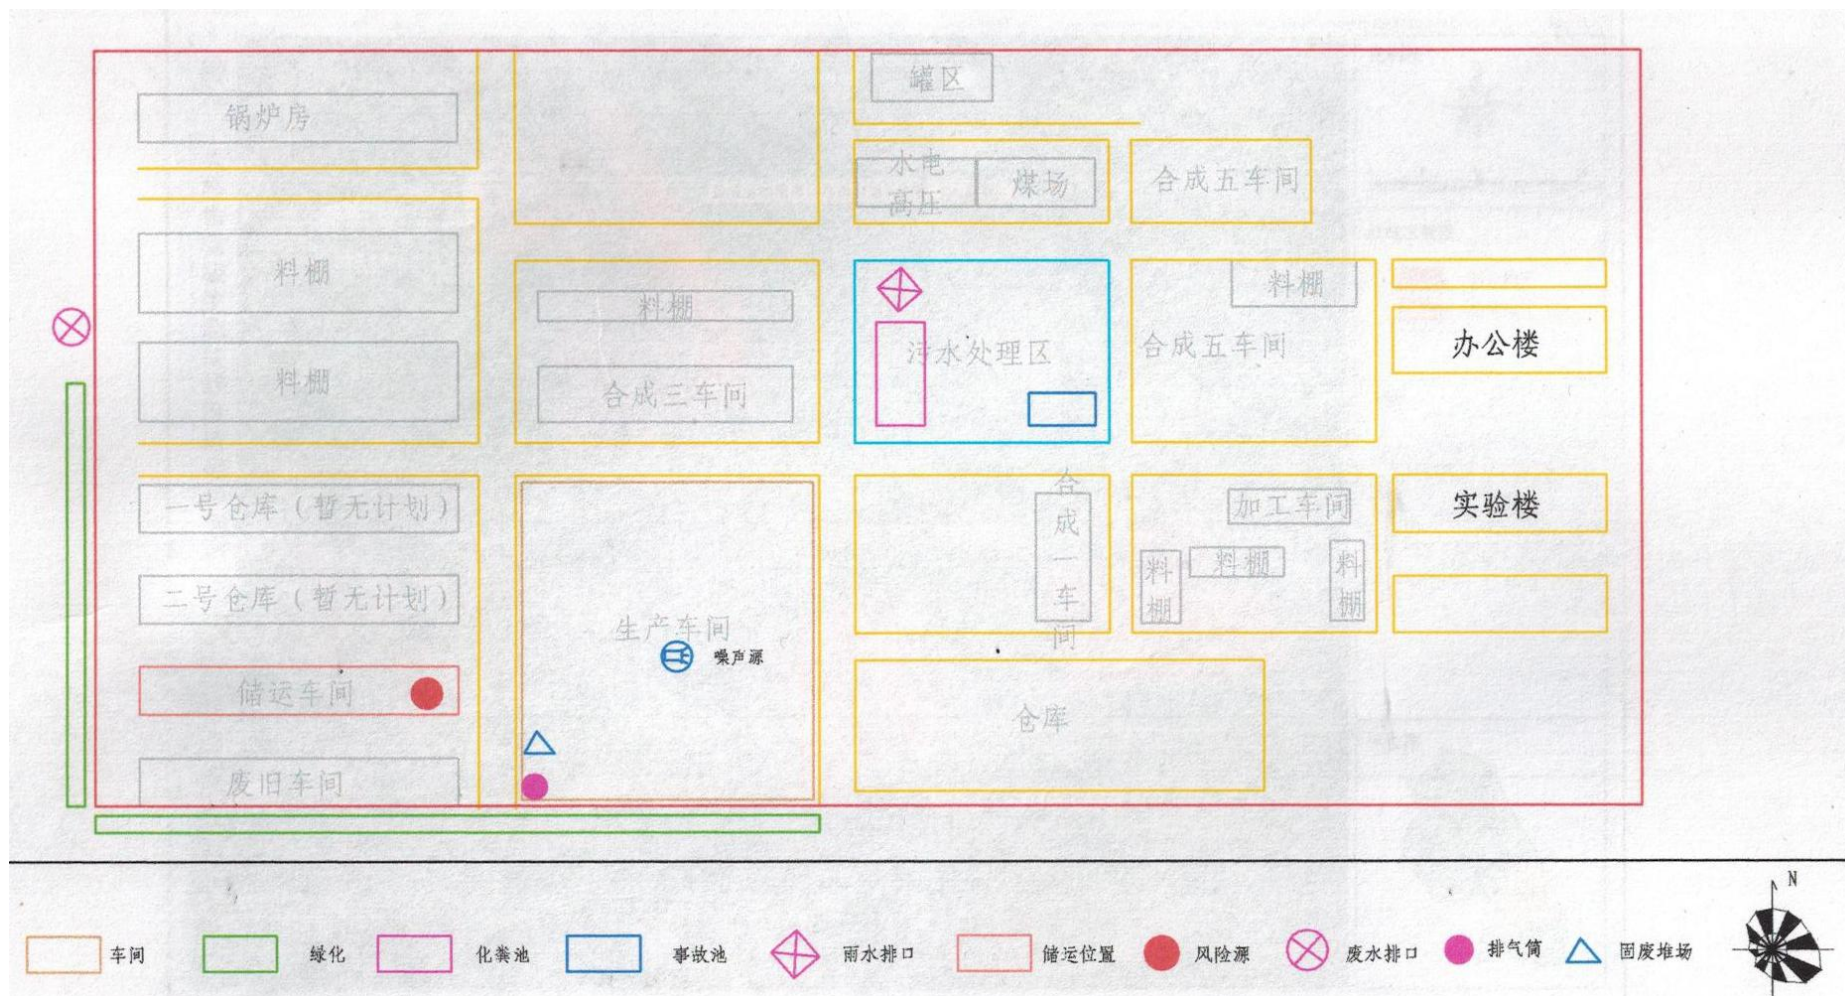 罐区
锅炉房
水电
高压
煤场
合成五车间
料棚
料棚
料棚
污水处理区
合成五车间
办公楼
料棚
合成三车间
一号仓库（暂无计划）
合成一车间
加工车间
实验楼
料棚
料棚
料棚
二号仓库（暂无计划）
生产车间
噪声源
储运车间
仓库
废旧车间
N
车间
绿化
化粪池
事故池
雨水排口
储运位置
风险源
废水排口
排气筒
固废堆场